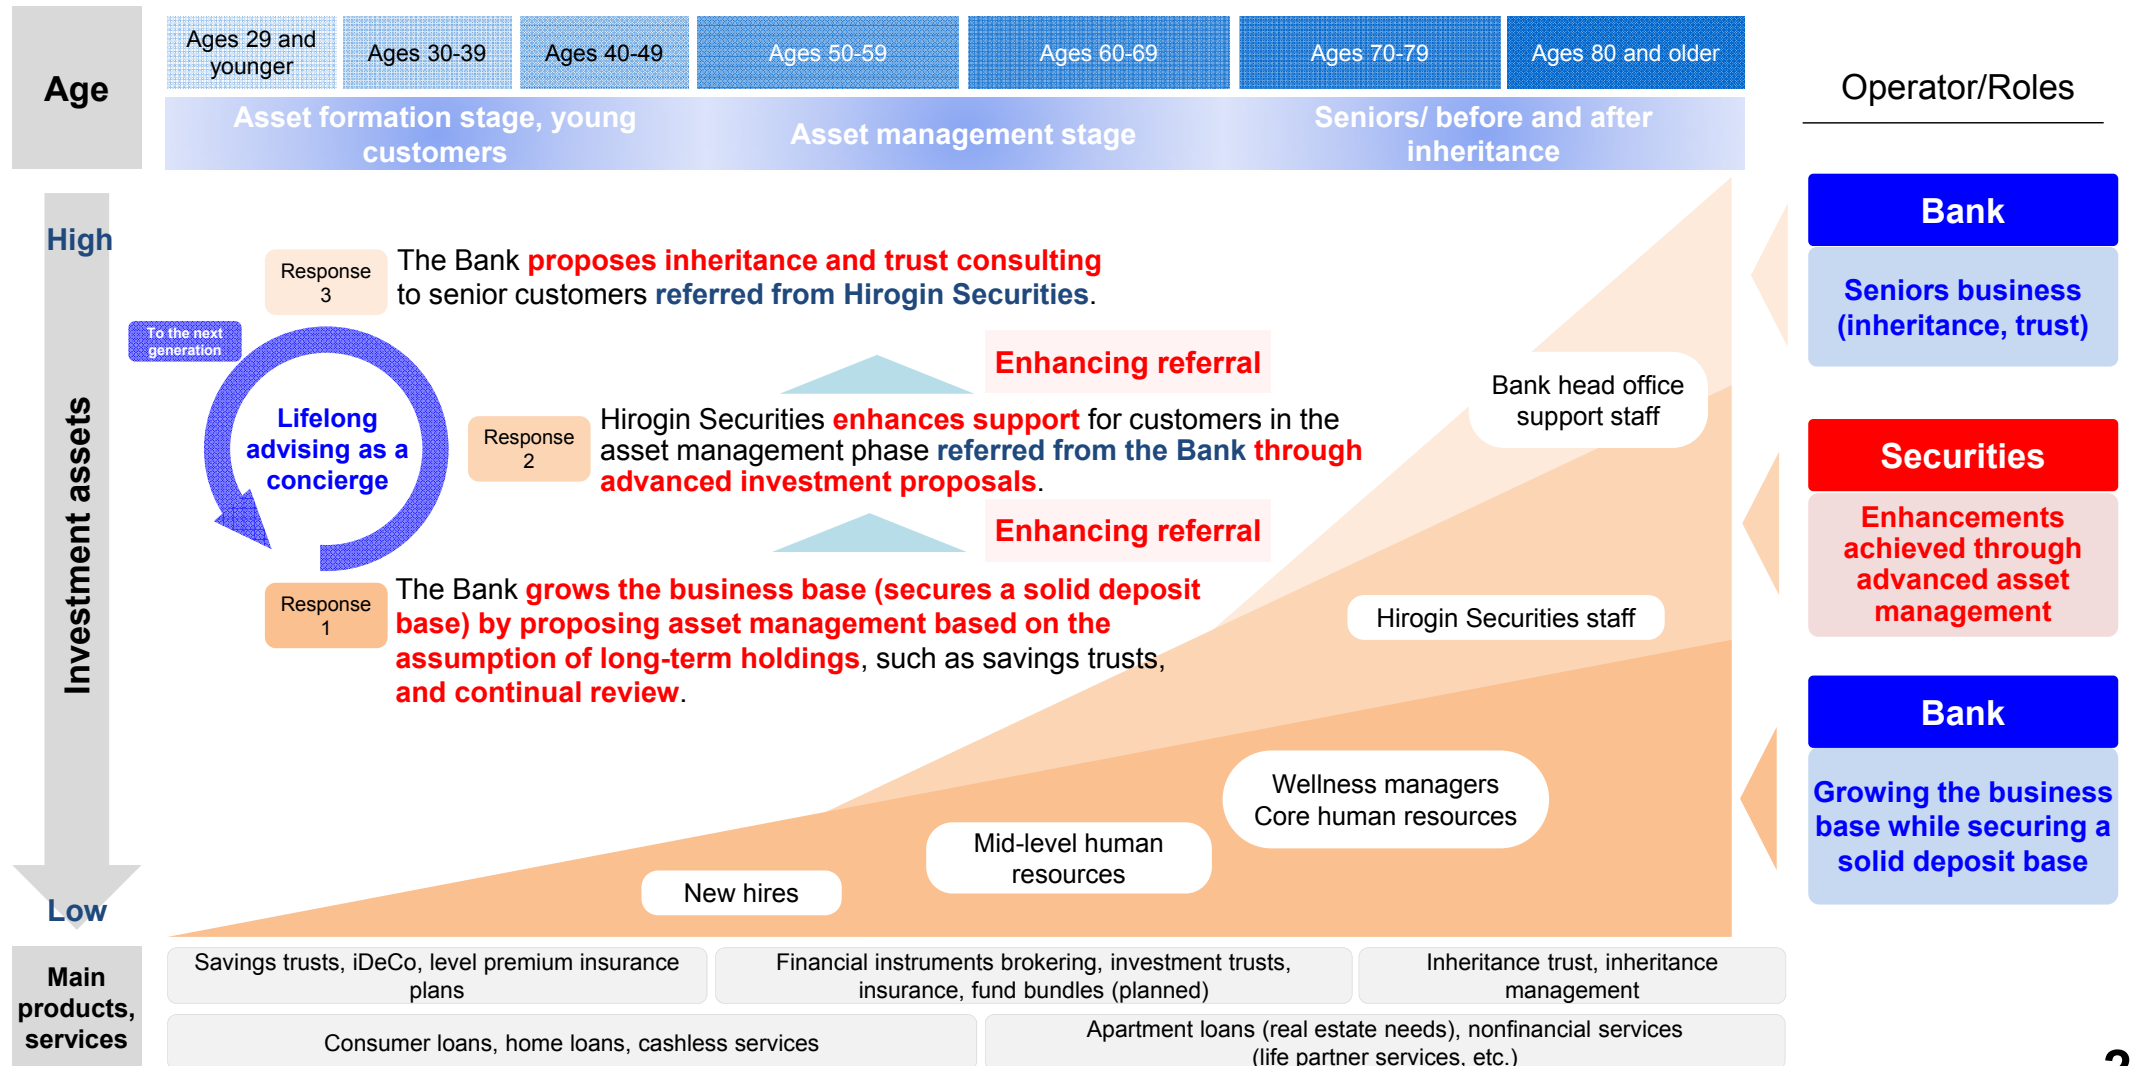 Age
Ages 29 and
younger
Ages 30-39
Ages 40-49
Ages 50-59
Ages 60-69
Ages 70-79
Ages 80 and older
Operator/Roles
Asset formation stage, young
customers
Asset management stage
Seniors/ before and after
inheritance
High
Investment assets
Low
Response
3
The Bank proposes inheritance and trust consulting
to senior customers referred from Hirogin Securities.
To the next
generation
Lifelong
advising as a
concierge
Enhancing referral
Response
2
Hirogin Securities enhances support for customers in the
asset management phase referred from the Bank through
advanced investment proposals.
Enhancing referral
Response
1
The Bank grows the business base (secures a solid deposit
base) by proposing asset management based on the
assumption of long-term holdings, such as savings trusts,
and continual review.
Bank head office
support staff
Hirogin Securities staff
Wellness managers
Core human resources
Mid-level human
resources
New hires
Bank
Seniors business
(inheritance, trust)
Securities
Enhancements
achieved through
advanced asset
management
Bank
Growing the business
base while securing a
solid deposit base
Main
products,
services
Savings trusts, iDeCo, level premium insurance
plans
Financial instruments brokering, investment trusts,
insurance, fund bundles (planned)
Inheritance trust, inheritance
management
Consumer loans, home loans, cashless services
Apartment loans (real estate needs), nonfinancial services
(life partner services, etc.)